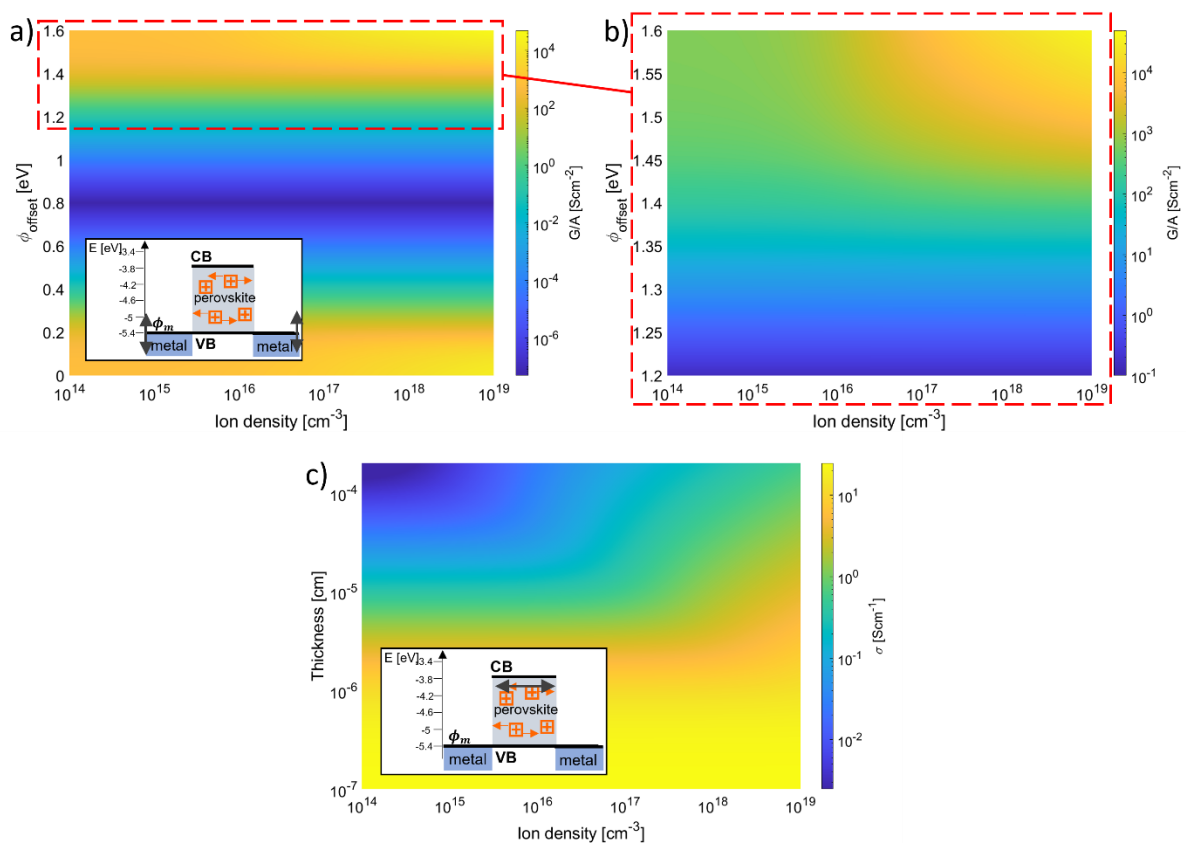 a)
1.6
1.4
1.2
1
0.8
0.6
0.4
0.2
0
ϕoffset [eV]
10^14 10^15 10^16 10^17 10^18 10^19
Ion density [cm^-3]
10^4
10^2
10^0
10^-2
10^-4
10^-6
G/A [Scm^-2]
E [eV]
-3.4
-3.8
-4.2
-4.6
-5
-5.4
CB
perovskite
ϕm
metal VB metal
b)
1.6
1.55
1.5
1.45
1.4
1.35
1.3
1.25
1.2
ϕoffset [eV]
10^14 10^15 10^16 10^17 10^18 10^19
Ion density [cm^-3]
10^4
10^3
10^2
10^1
10^0
10^-1
G/A [Scm^-2]
c)
10^-4
10^-5
10^-6
10^-7
Thickness [cm]
10^14 10^15 10^16 10^17 10^18 10^19
Ion density [cm^-3]
10^1
10^0
10^-1
10^-2
σ [Scm^-1]
E [eV]
-3.4
-3.8
-4.2
-4.6
-5
-5.4
CB
perovskite
ϕm
metal VB metal